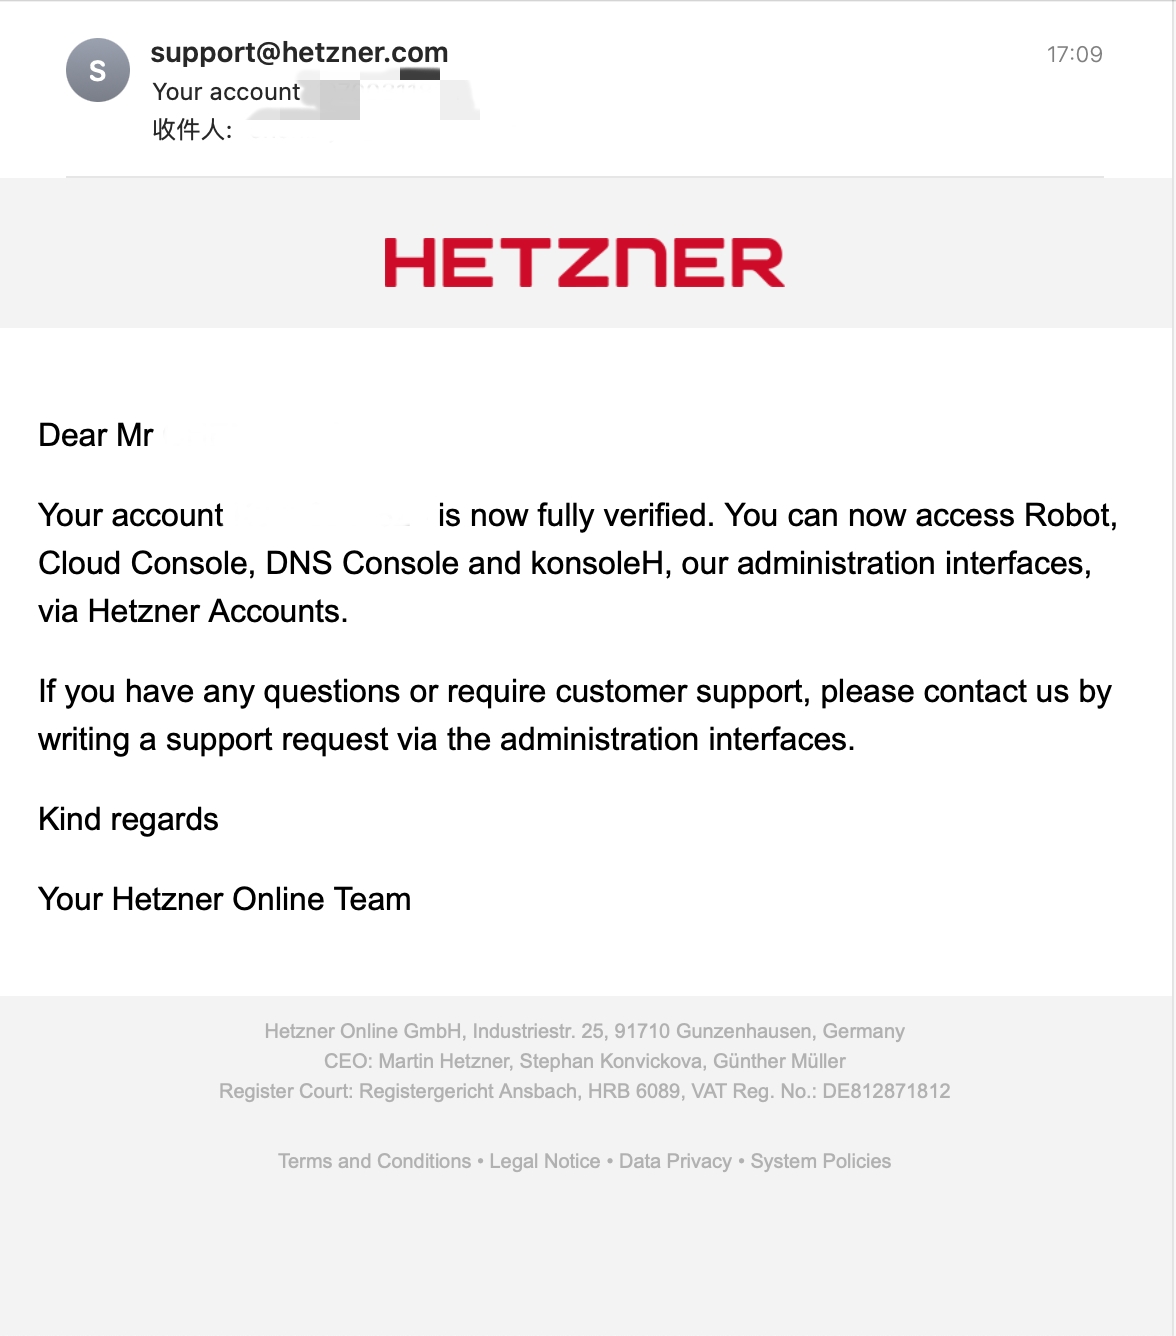 S
support@hetzner.com
17:09
Your account
收件人:
HETZNER
Dear Mr
Your account is now fully verified. You can now access Robot,
Cloud Console, DNS Console and konsoleH, our administration interfaces,
via Hetzner Accounts.
If you have any questions or require customer support, please contact us by
writing a support request via the administration interfaces.
Kind regards
Your Hetzner Online Team
Hetzner Online GmbH, Industriestr. 25, 91710 Gunzenhausen, Germany
CEO: Martin Hetzner, Stephan Konvickova, Günther Müller
Register Court: Registergericht Ansbach, HRB 6089, VAT Reg. No.: DE812871812
Terms and Conditions • Legal Notice • Data Privacy • System Policies